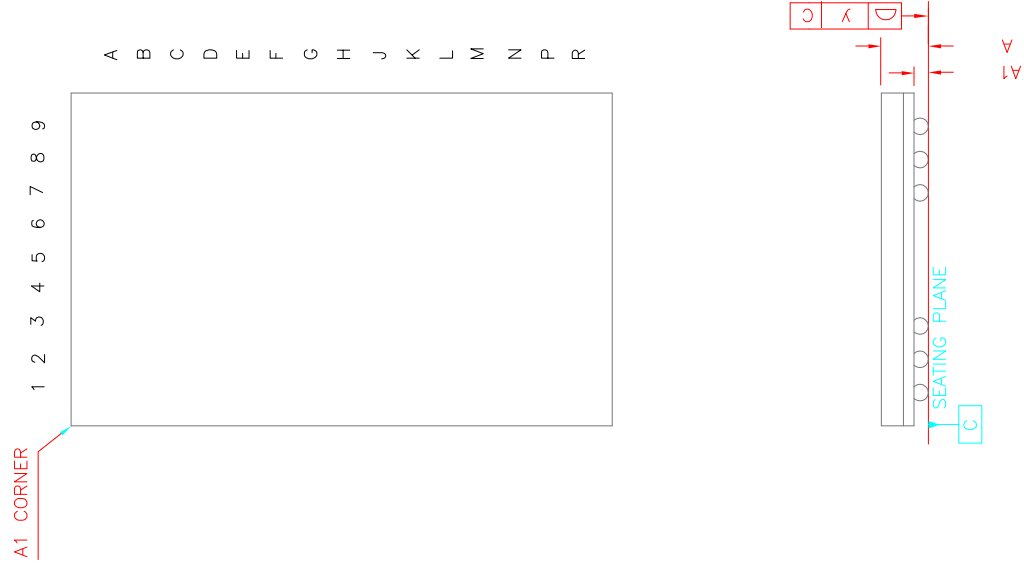 A B C D E F G H J K L M N P R
1 2 3 4 5 6 7 8 9
A1 CORNER
C y
A
A1
SEATING PLANE
C